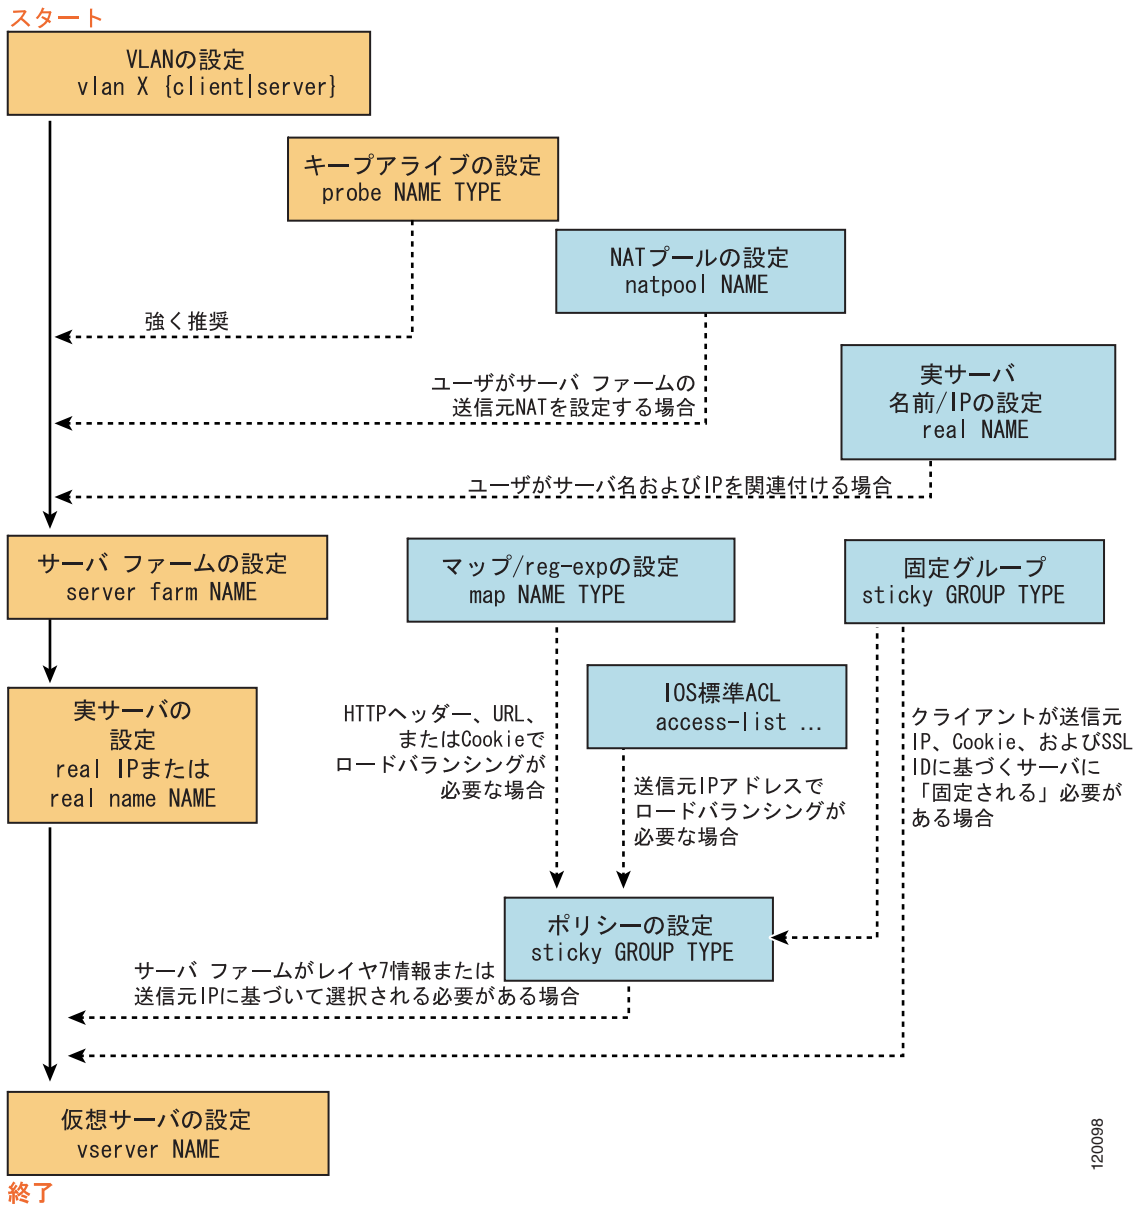 スタート
VLANの設定
vlan X {client|server}
キープアライブの設定
probe NAME TYPE
NATプールの設定
natpool NAME
強く推奨
実サーバ
名前/IPの設定
real NAME
ユーザがサーバ ファームの
送信元NATを設定する場合
ユーザがサーバ名およびIPを関連付ける場合
サーバ ファームの設定
server farm NAME
マップ/reg-expの設定
map NAME TYPE
固定グループ
sticky GROUP TYPE
実サーバの
設定
real IPまたは
real name NAME
HTTPヘッダー、URL、
またはCookieで
ロードバランシングが
必要な場合
IOS標準ACL
access-list ...
送信元IPアドレスで
ロードバランシングが
必要な場合
クライアントが送信元
IP、Cookie、およびSSL
IDに基づくサーバに
「固定される」必要が
ある場合
ポリシーの設定
sticky GROUP TYPE
サーバ ファームがレイヤ7情報または
送信元IPに基づいて選択される必要がある場合
仮想サーバの設定
vserver NAME
終了
120098